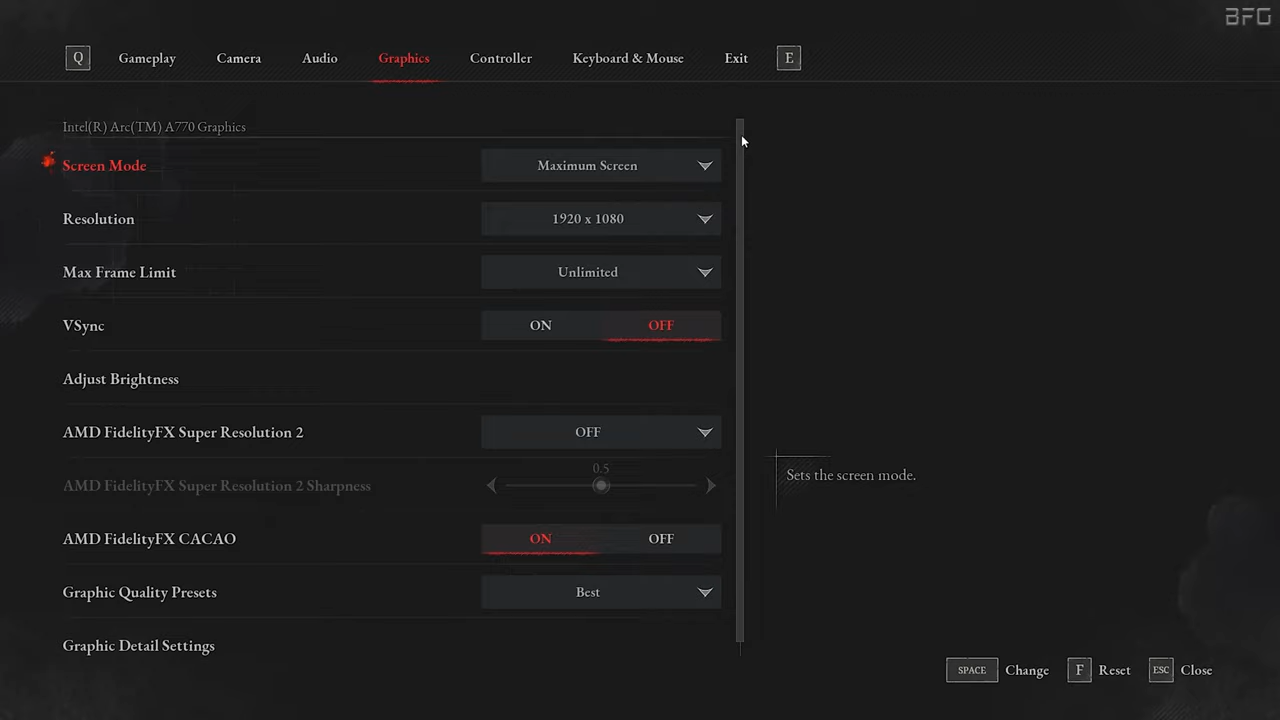 BFG
Q Gameplay Camera Audio Graphics Controller Keyboard & Mouse Exit E
Intel(R) Arc(TM) A770 Graphics
Screen Mode Maximum Screen
Resolution 1920 x 1080
Max Frame Limit Unlimited
VSync ON OFF
Adjust Brightness
AMD FidelityFX Super Resolution 2 OFF
0.5
AMD FidelityFX Super Resolution 2 Sharpness
Sets the screen mode.
AMD FidelityFX CACAO ON OFF
Graphic Quality Presets Best
Graphic Detail Settings
SPACE Change F Reset ESC Close